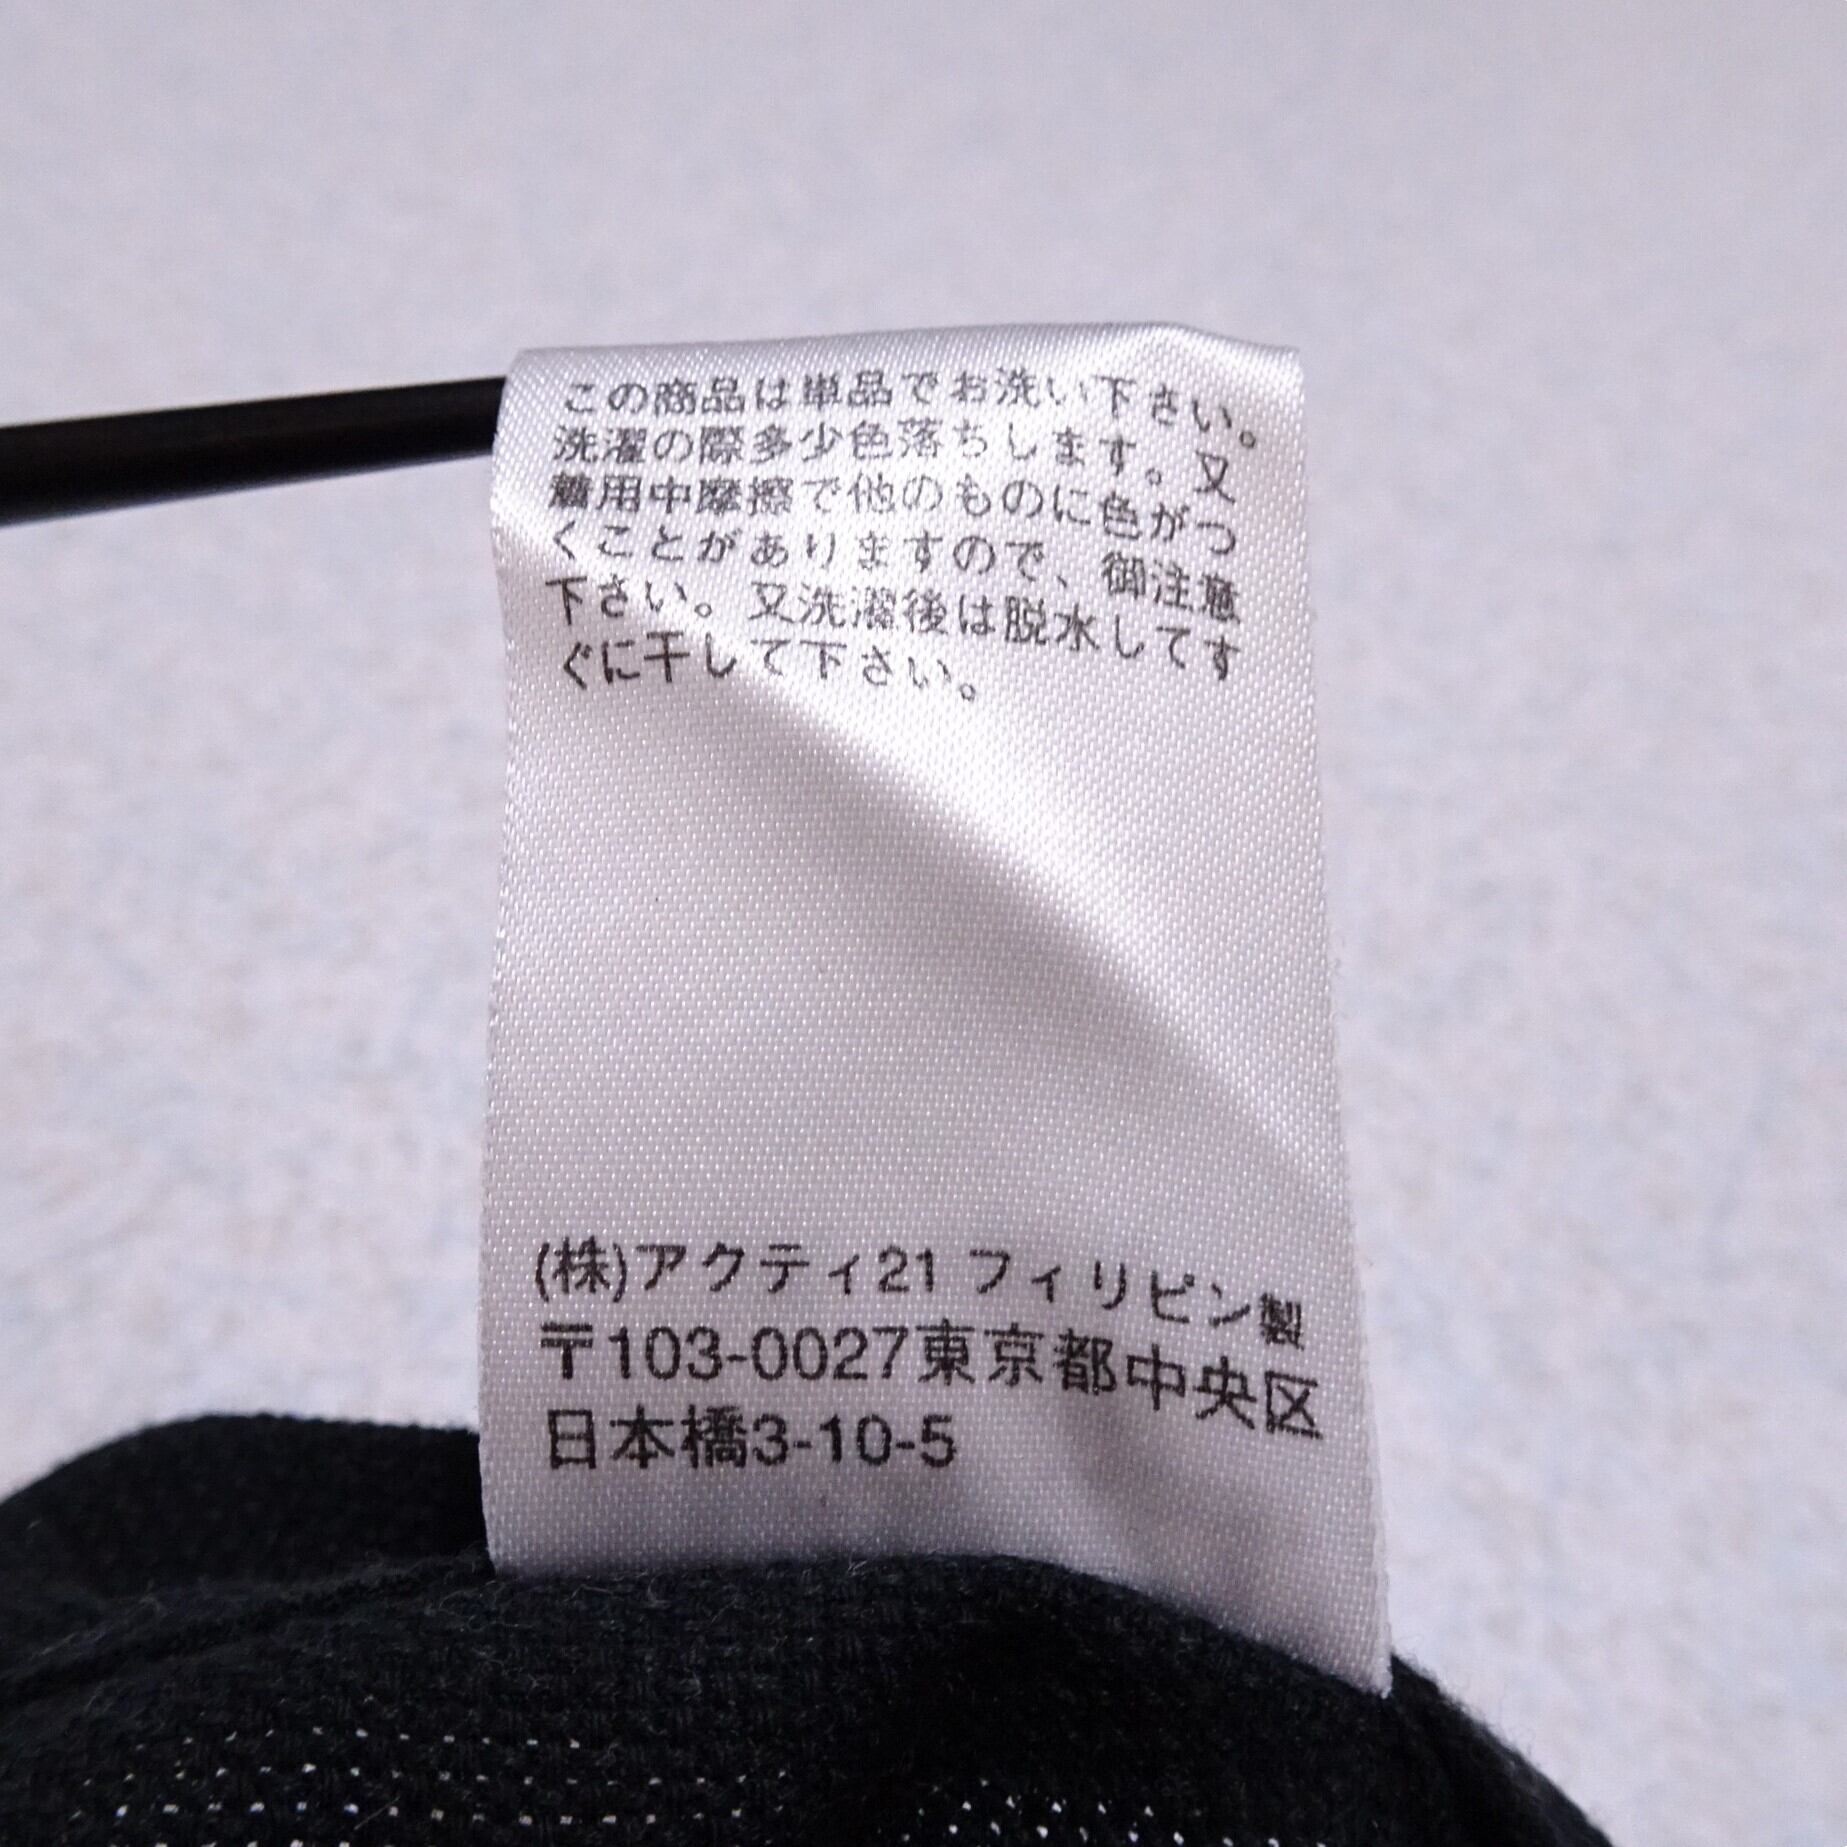 この商品は単品でお洗い下さい。
洗濯の際多少色落ちします。又
着用中摩擦で他のものに色がつ
くことがありますので、御注意
下さい。又洗濯後は脱水してす
ぐに干して下さい。
(株)アクティ21 フィリピン製
〒103-0027東京都中央区
日本橋3-10-5